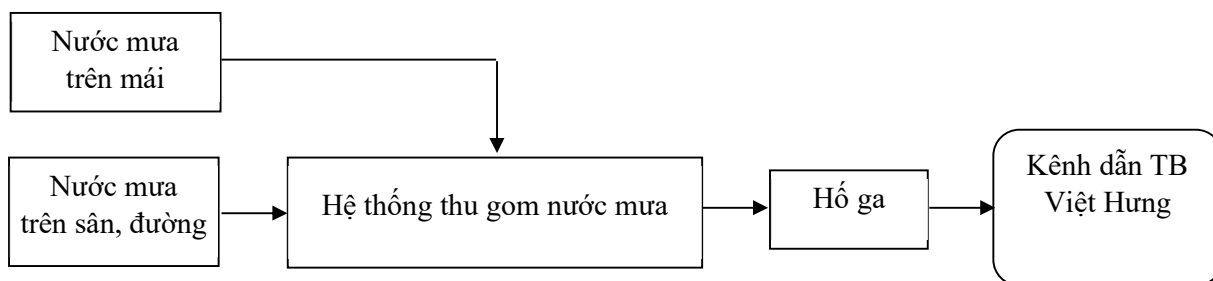 Nước mưa
trên mái
Nước mưa
trên sân, đường
Hệ thống thu gom nước mưa
Hố ga
Kênh dẫn TB
Việt Hưng